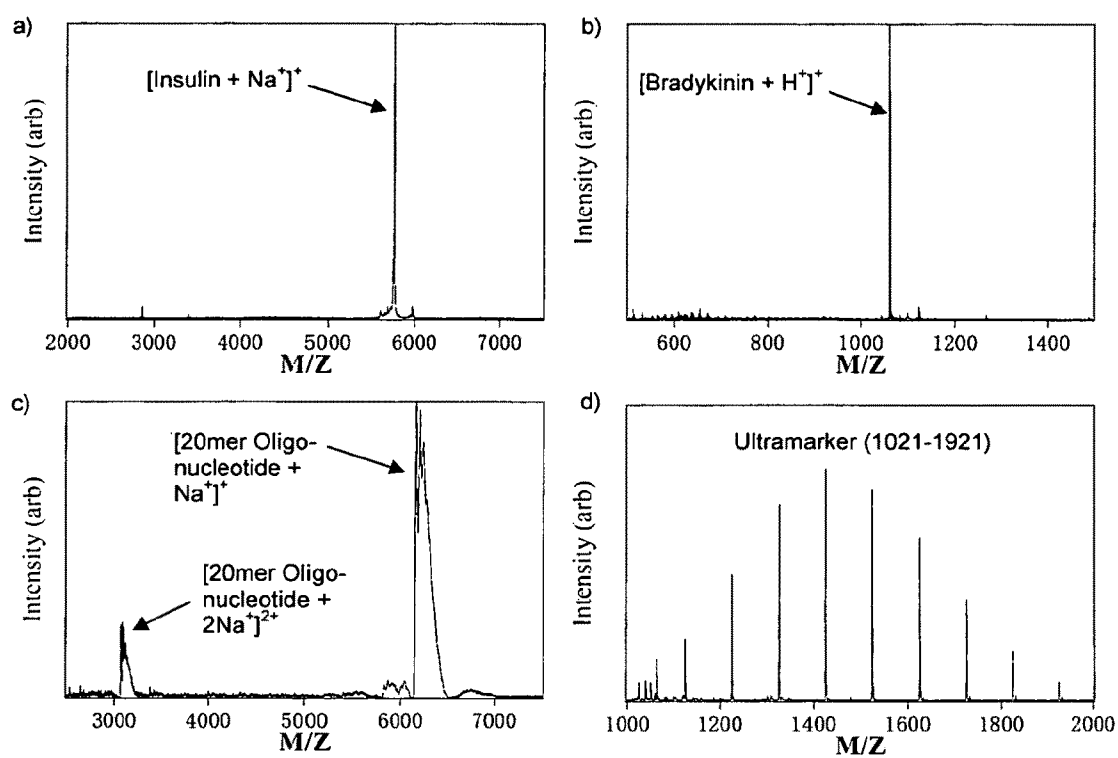 a)
[Insulin + Na⁺]⁺
Intensity (arb)
2000 3000 4000 5000 6000 7000
M/Z
b)
[Bradykinin + H⁺]⁺
Intensity (arb)
600 800 1000 1200 1400
M/Z
c)
[20mer Oligo-
nucleotide +
Na⁺]⁺
[20mer Oligo-
nucleotide +
2Na⁺]²⁺
Intensity (arb)
3000 4000 5000 6000 7000
M/Z
d)
Ultramarker (1021-1921)
Intensity (arb)
1000 1200 1400 1600 1800 2000
M/Z